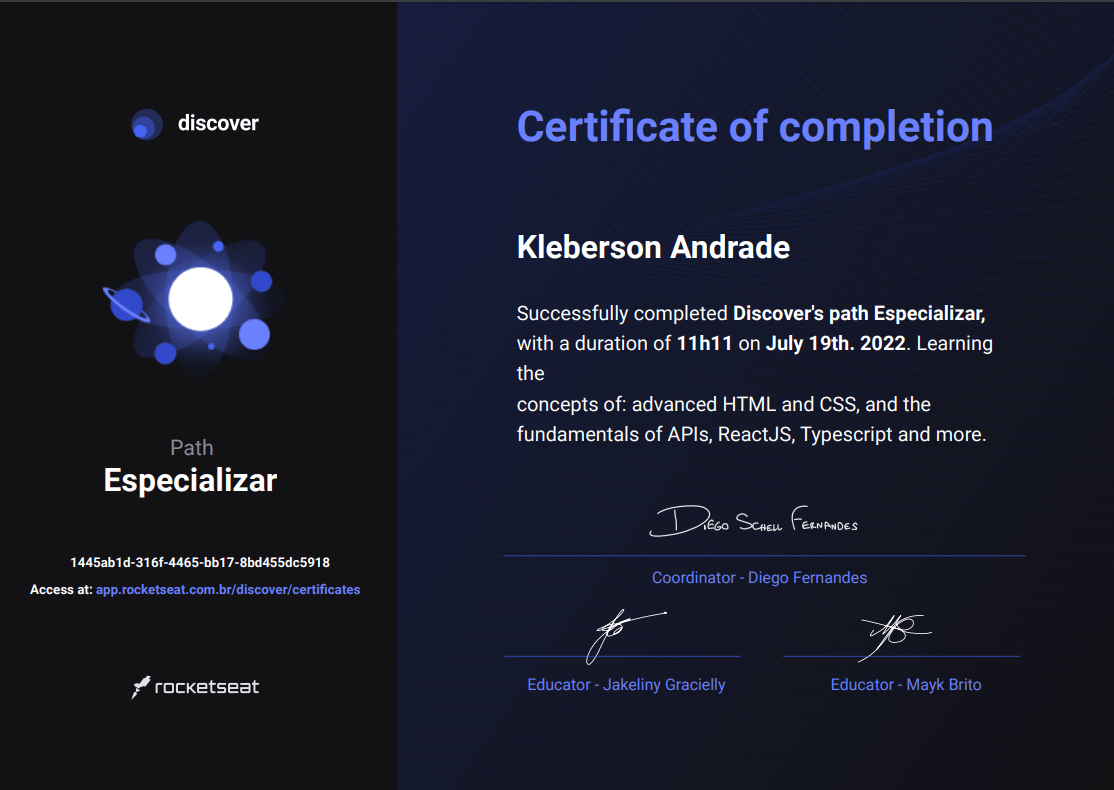 discover
Path
Especializar
1445ab1d-316f-4465-bb17-8bd455dc5918
Access at: app.rocketseat.com.br/discover/certificates
rocketseat
Certificate of completion
Kleberson Andrade
Successfully completed Discover's path Especializar,
with a duration of 11h11 on July 19th. 2022. Learning
the
concepts of: advanced HTML and CSS, and the
fundamentals of APIs, ReactJS, Typescript and more.
Diego Schell Fernandes
Coordinator - Diego Fernandes
Educator - Jakeliny Gracielly
Educator - Mayk Brito